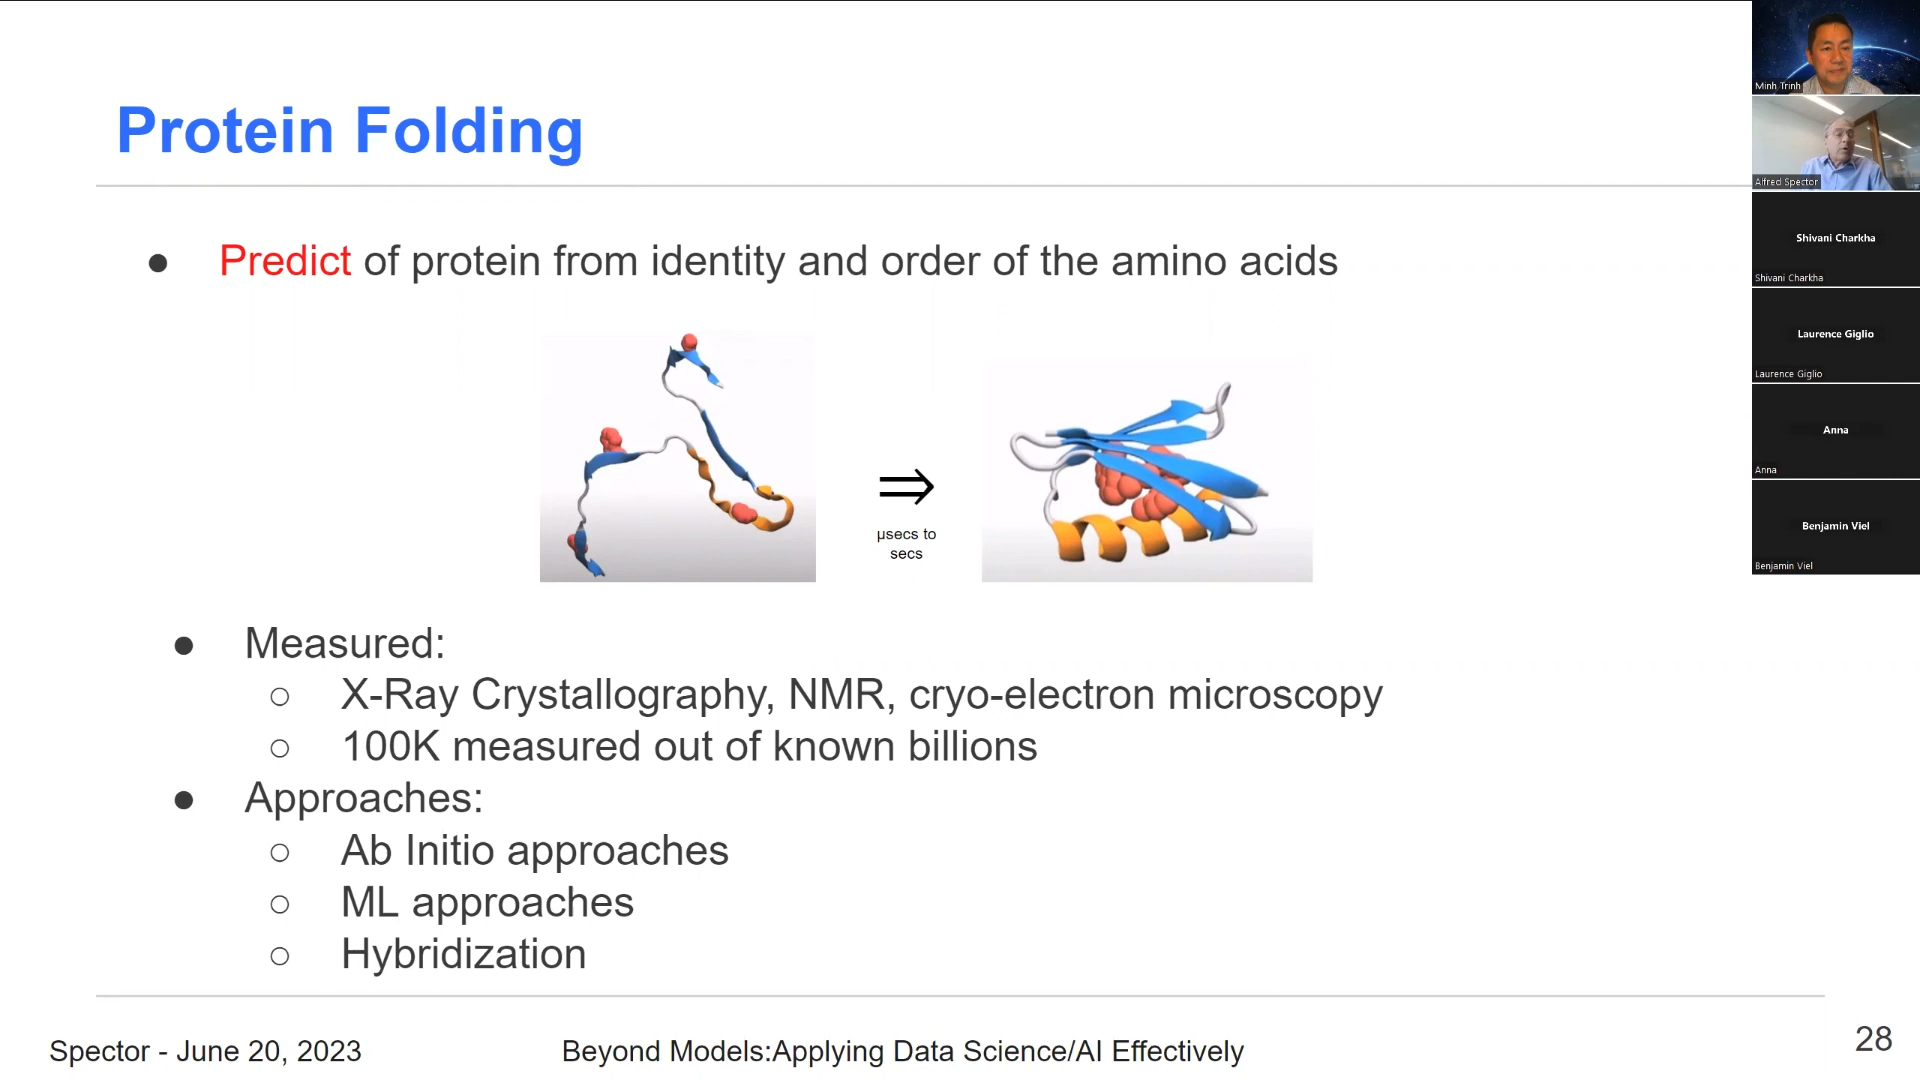 Protein Folding
● Predict of protein from identity and order of the amino acids
⇒
µsecs to
secs
● Measured:
○ X-Ray Crystallography, NMR, cryo-electron microscopy
○ 100K measured out of known billions
● Approaches:
○ Ab Initio approaches
○ ML approaches
○ Hybridization
Spector - June 20, 2023
Beyond Models:Applying Data Science/AI Effectively
28
Minh Trinh
Alfred Spector
Shivani Charkha
Shivani Charkha
Laurence Giglio
Laurence Giglio
Anna
Anna
Benjamin Viel
Benjamin Viel